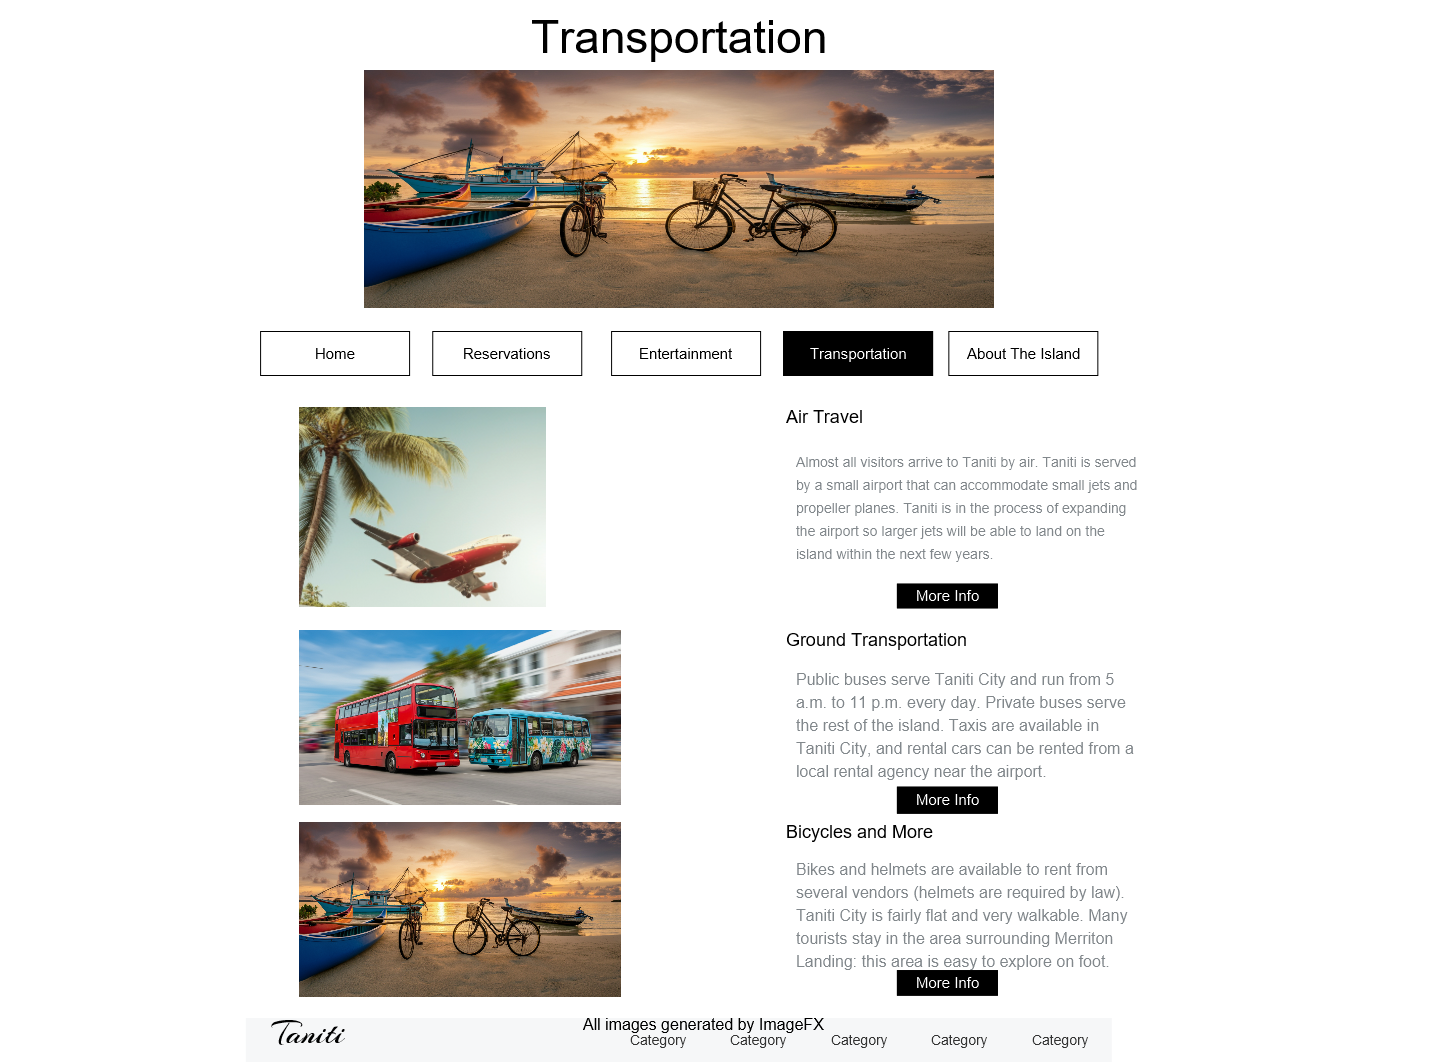 Transportation
Home
Reservations
Entertainment
Transportation
About The Island
Air Travel
Almost all visitors arrive to Taniti by air. Taniti is served
by a small airport that can accommodate small jets and
propeller planes. Taniti is in the process of expanding
the airport so larger jets will be able to land on the
island within the next few years.
More Info
Ground Transportation
Public buses serve Taniti City and run from 5
a.m. to 11 p.m. every day. Private buses serve
the rest of the island. Taxis are available in
Taniti City, and rental cars can be rented from a
local rental agency near the airport.
More Info
Bicycles and More
Bikes and helmets are available to rent from
several vendors (helmets are required by law).
Taniti City is fairly flat and very walkable. Many
tourists stay in the area surrounding Merriton
Landing: this area is easy to explore on foot.
More Info
Taniti
All images generated by ImageFX
Category
Category
Category
Category
Category